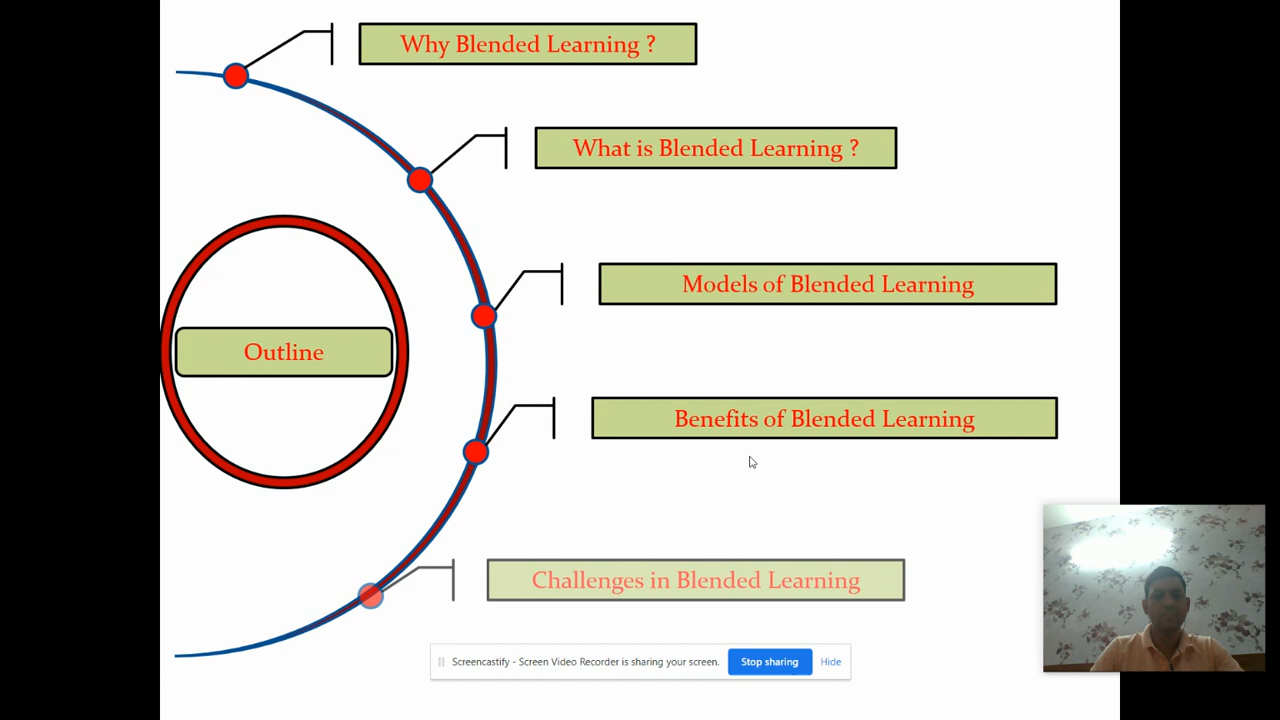 Why Blended Learning ?
What is Blended Learning ?
Models of Blended Learning
Outline
Benefits of Blended Learning
Challenges in Blended Learning
Screencastify - Screen Video Recorder is sharing your screen. Stop sharing Hide